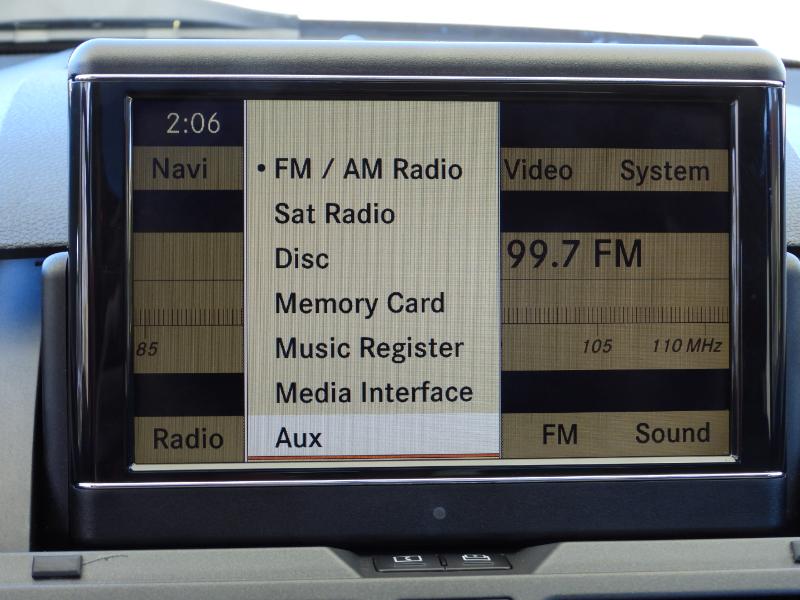 2:06
Navi
• FM / AM Radio
Video
System
Sat Radio
Disc
99.7 FM
Memory Card
Music Register
85
105
110 MHz
Media Interface
Radio
Aux
FM
Sound